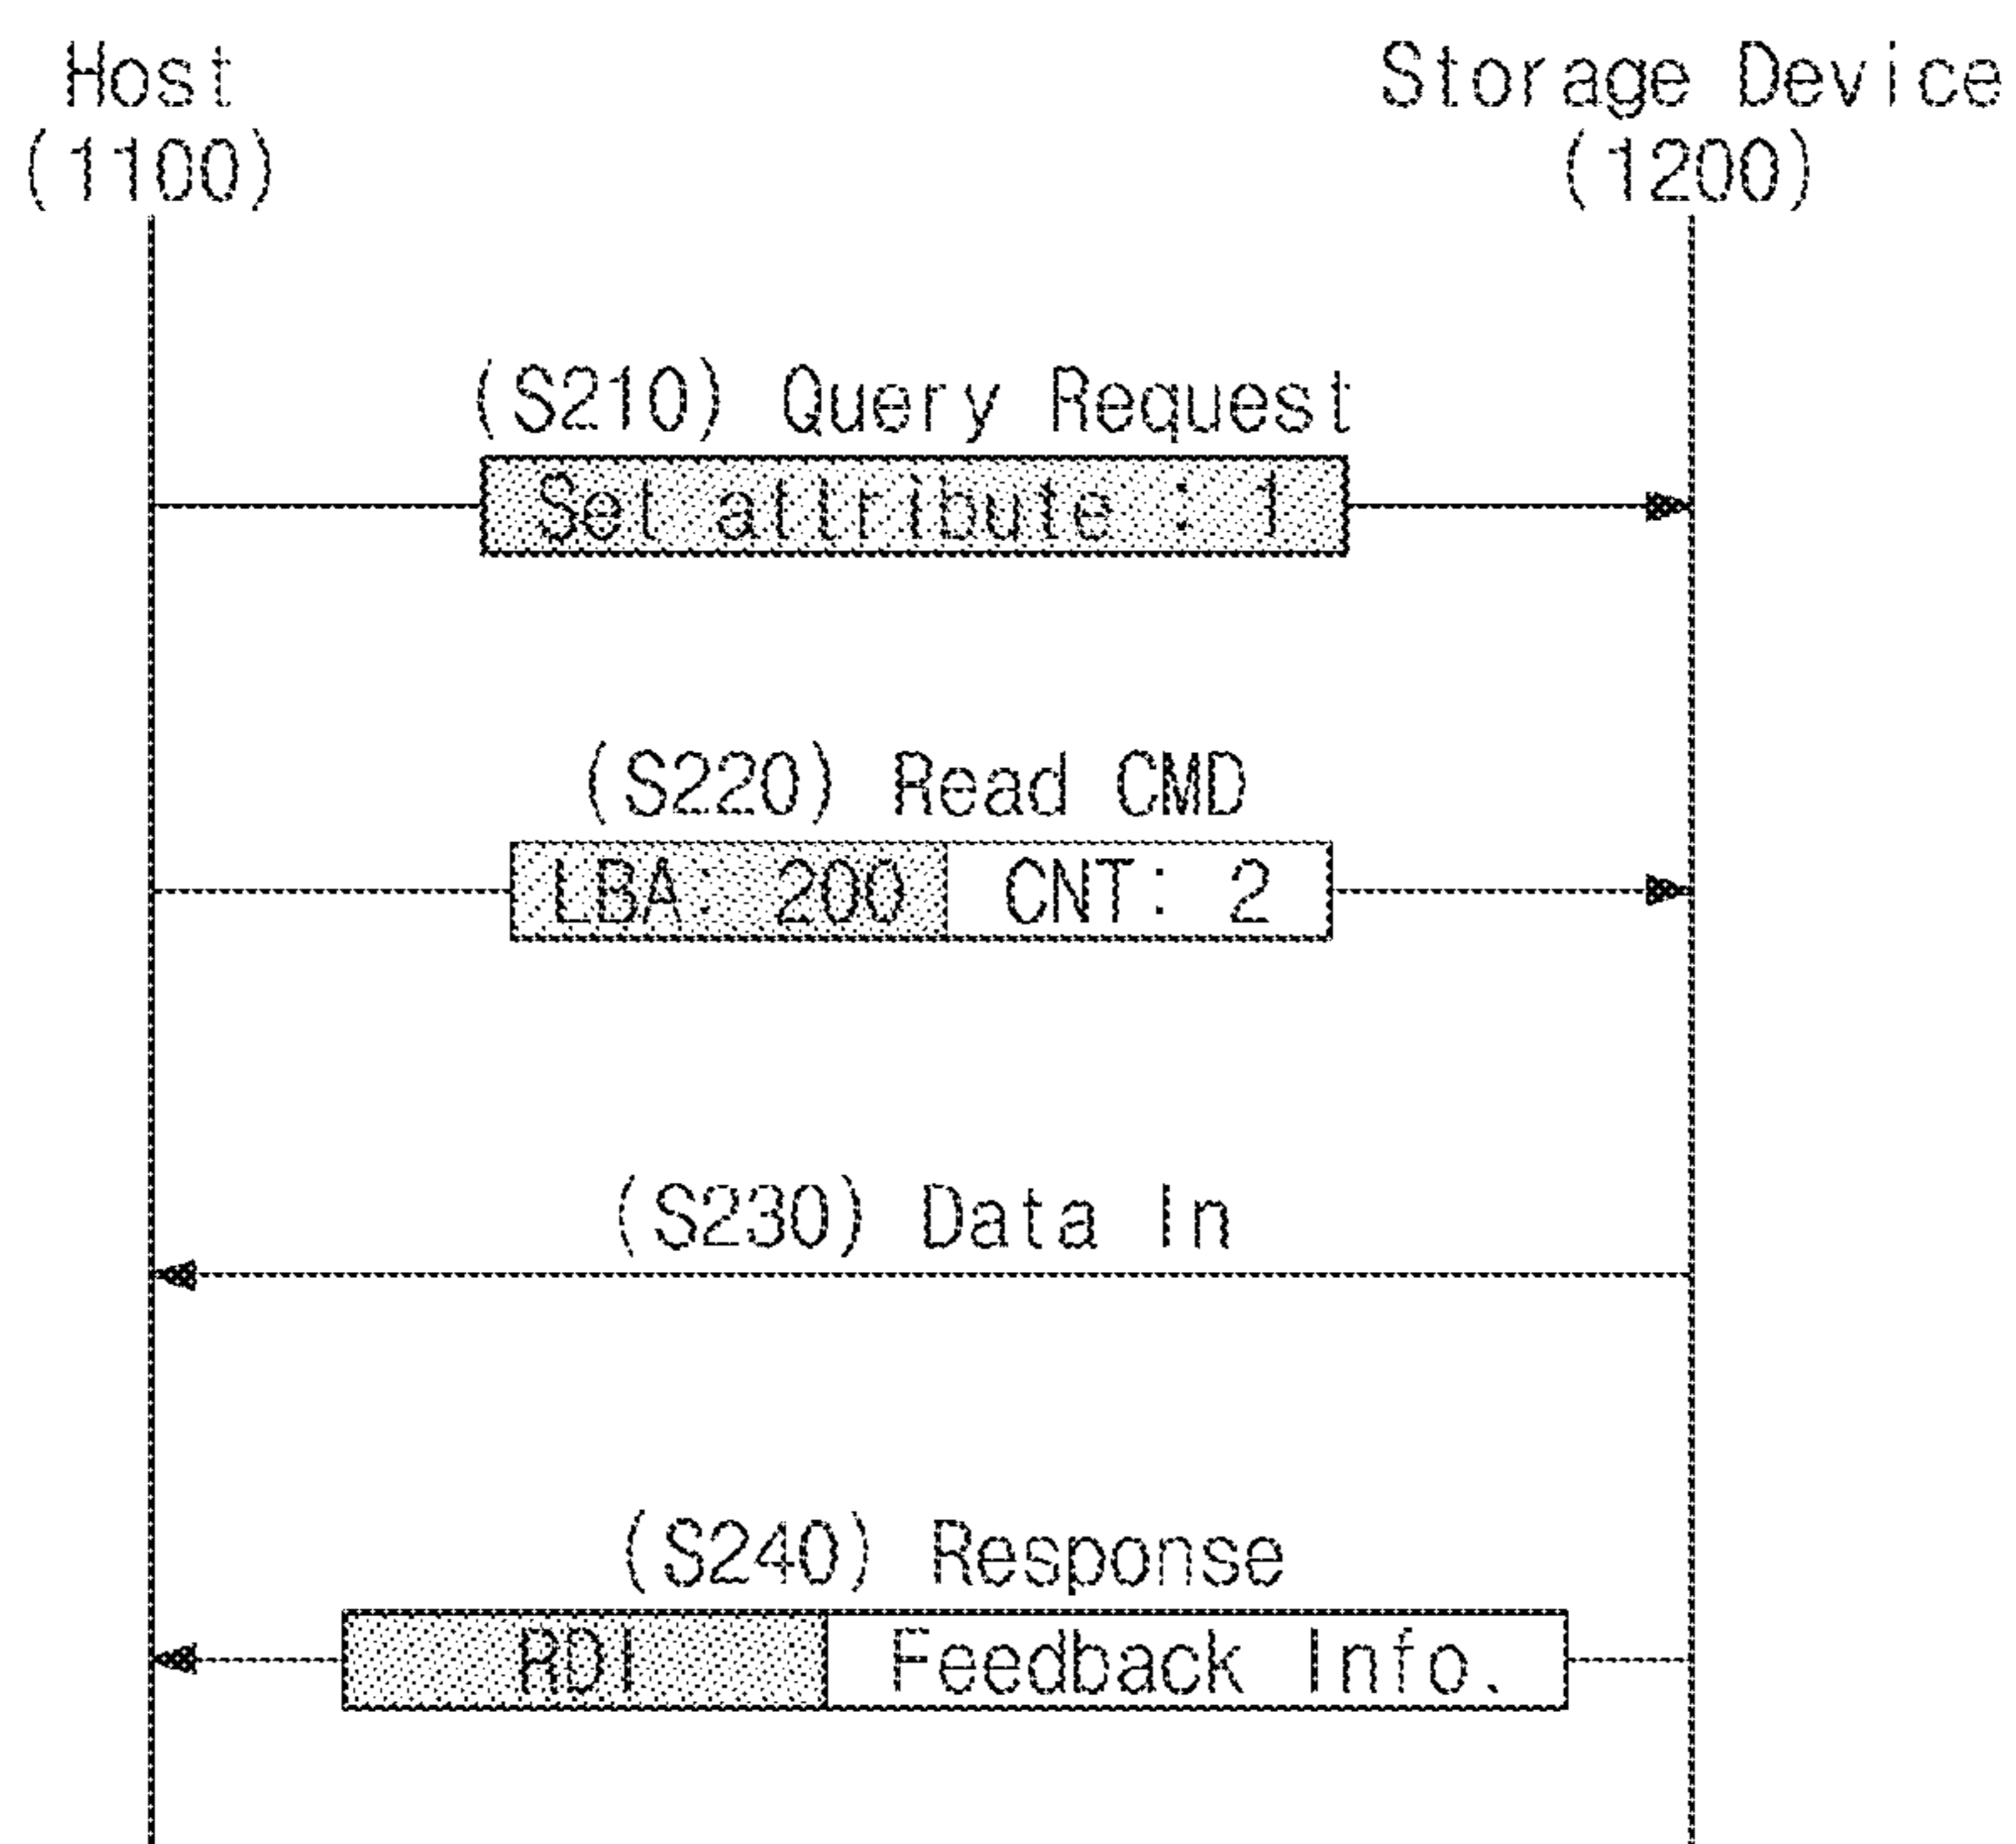 Host
(1100)
Storage Device
(1200)
(S210) Query Request
Set attribute : 1
(S220) Read CMD
LBA: 200 CNT: 2
(S230) Data In
(S240) Response
RDI Feedback Info.